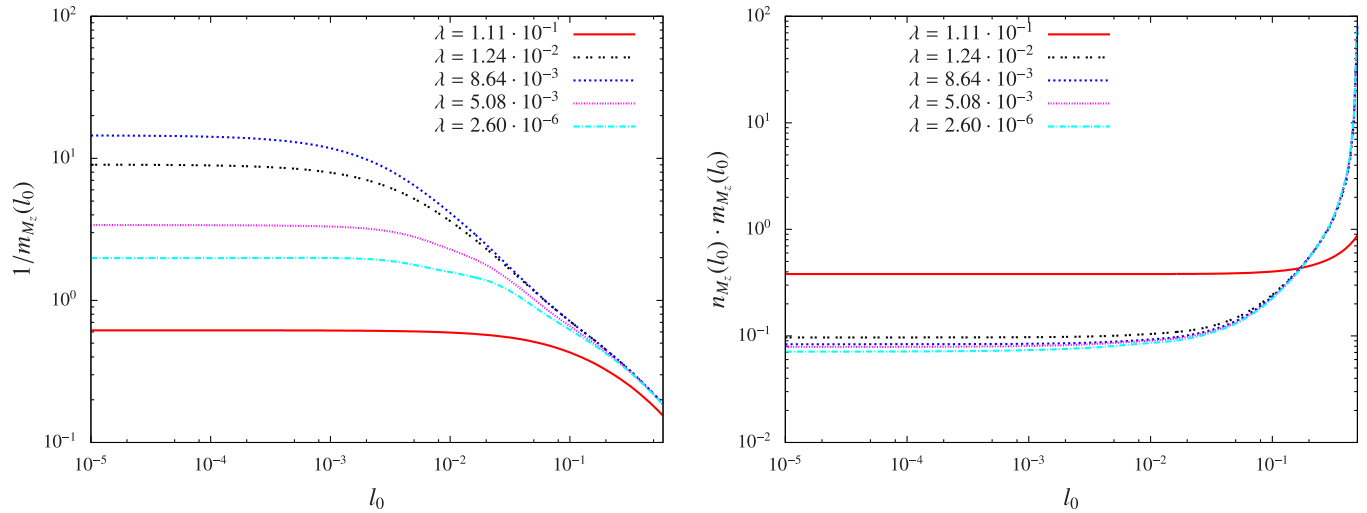 1/m_{M_z}(l_0)
10^2
10^1
10^0
10^{-1}
λ = 1.11 · 10^{-1}
λ = 1.24 · 10^{-2}
λ = 8.64 · 10^{-3}
λ = 5.08 · 10^{-3}
λ = 2.60 · 10^{-6}
10^{-5} 10^{-4} 10^{-3} 10^{-2} 10^{-1}
l_0
n_{M_z}(l_0) · m_{M_z}(l_0)
10^2
10^1
10^0
10^{-1}
10^{-2}
λ = 1.11 · 10^{-1}
λ = 1.24 · 10^{-2}
λ = 8.64 · 10^{-3}
λ = 5.08 · 10^{-3}
λ = 2.60 · 10^{-6}
10^{-5} 10^{-4} 10^{-3} 10^{-2} 10^{-1}
l_0